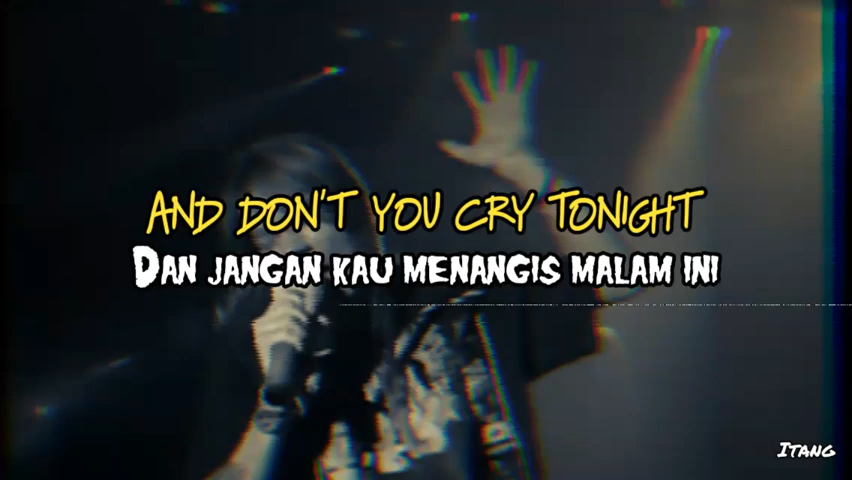 AND DON'T YOU CRY TONIGHT
DAN JANGAN KAU MENANGIS MALAM INI
ITANG